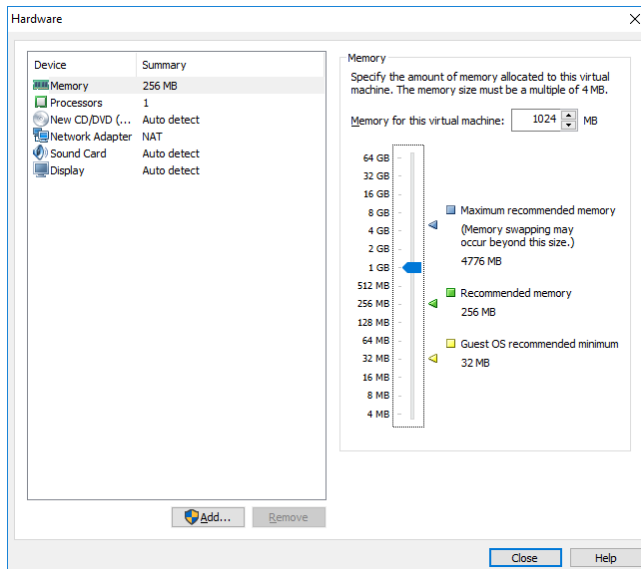 Hardware
Device Summary
Memory 256 MB
Processors 1
New CD/DVD (... Auto detect
Network Adapter NAT
Sound Card Auto detect
Display Auto detect
Add...
Remove
Memory
Specify the amount of memory allocated to this virtual
machine. The memory size must be a multiple of 4 MB.
Memory for this virtual machine: 1024 MB
64 GB
32 GB
16 GB
8 GB
4 GB
2 GB
1 GB
512 MB
256 MB
128 MB
64 MB
32 MB
16 MB
8 MB
4 MB
Maximum recommended memory
(Memory swapping may
occur beyond this size.)
4776 MB
Recommended memory
256 MB
Guest OS recommended minimum
32 MB
Close
Help